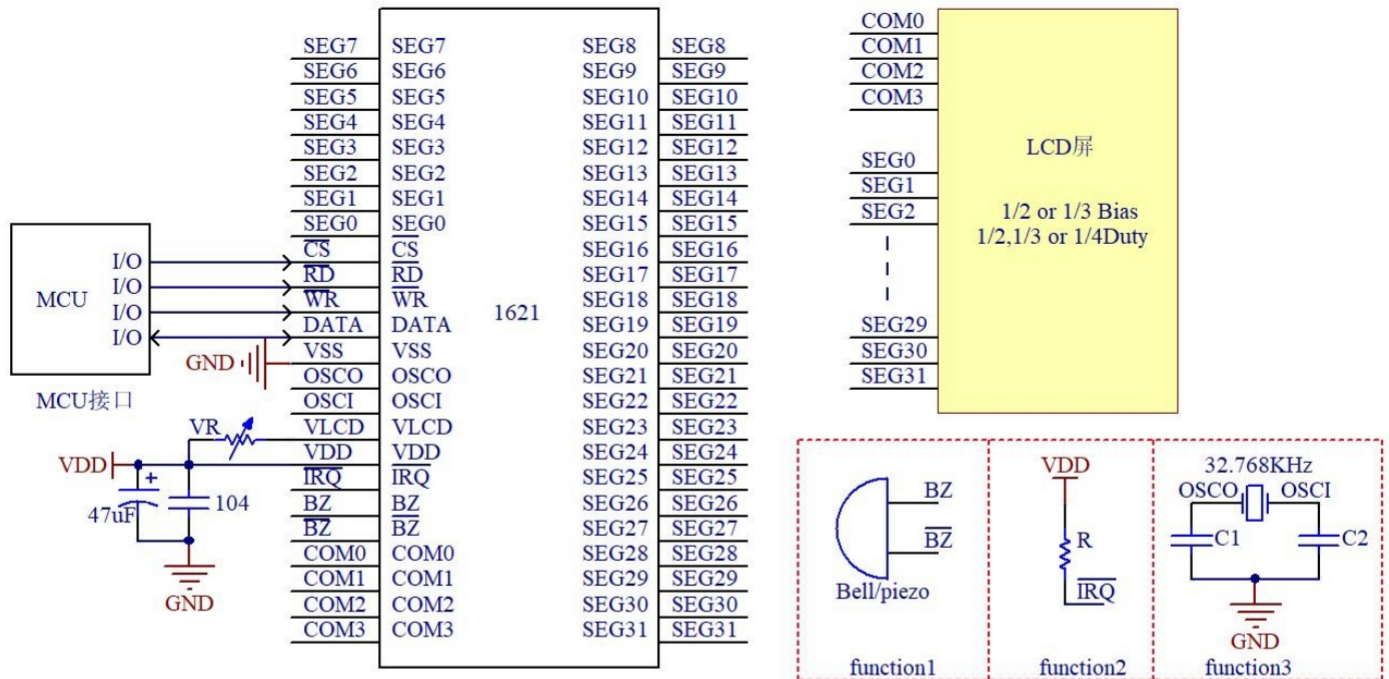 SEG7 SEG7 SEG8 SEG8
SEG6 SEG6 SEG9 SEG9
SEG5 SEG5 SEG10 SEG10
SEG4 SEG4 SEG11 SEG11
SEG3 SEG3 SEG12 SEG12
SEG2 SEG2 SEG13 SEG13
SEG1 SEG1 SEG14 SEG14
SEG0 SEG0 SEG15 SEG15
I/O CS CS SEG16 SEG16
I/O RD RD SEG17 SEG17
MCU I/O WR WR 1621 SEG18 SEG18
I/O DATA DATA SEG19 SEG19
GND VSS VSS SEG20 SEG20
OSCO OSCO SEG21 SEG21
MCU接口 OSCI OSCI SEG22 SEG22
VR VLCD VLCD SEG23 SEG23
VDD VDD VDD SEG24 SEG24
IRQ IRQ SEG25 SEG25
+
47uF 104 BZ BZ SEG26 SEG26
BZ BZ SEG27 SEG27
COM0 COM0 SEG28 SEG28
COM1 COM1 SEG29 SEG29
GND COM2 COM2 SEG30 SEG30
COM3 COM3 SEG31 SEG31
COM0
COM1
COM2
COM3
LCD屏
SEG0
SEG1
SEG2
1/2 or 1/3 Bias
1/2,1/3 or 1/4Duty
SEG29
SEG30
SEG31
BZ
BZ
Bell/piezo
function1
VDD
R
IRQ
function2
32.768KHz
OSCO OSCI
C1 C2
GND
function3